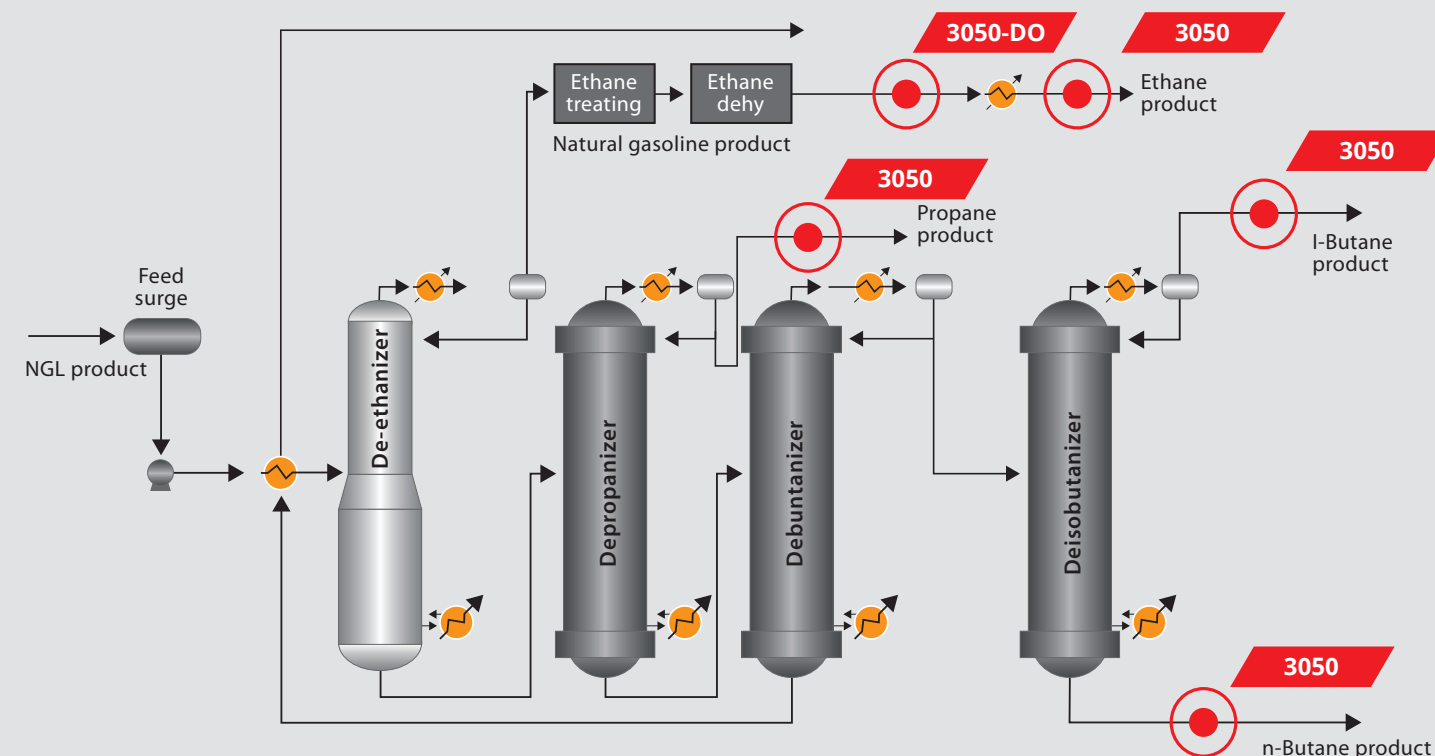 3050-DO
3050
Ethane
treating
Ethane
dehy
Ethane
product
Natural gasoline product
3050
3050
Propane
product
I-Butane
product
Feed
surge
NGL product
De-ethanizer
Depropanizer
Debuntanizer
Deisobutanizer
3050
n-Butane product